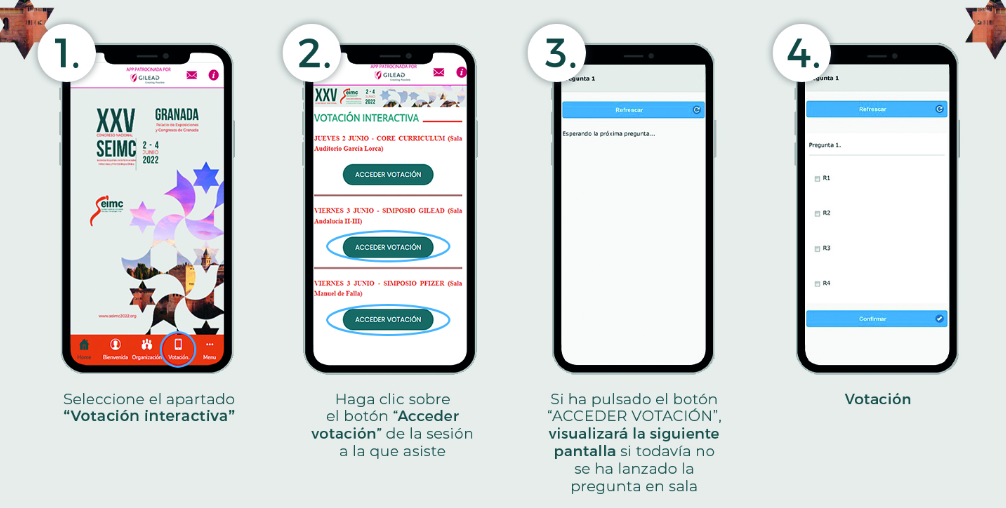 1.
APP PATROCINADA POR
GILEAD
XXV
CONGRESO NACIONAL
SEIMC
GRANADA
Palacio de Exposiciones
y Congresos de Granada
2 - 4
JUNIO
2022
Seimc
www.seimc2022.org
Home
Bienvenida
Organización
Votación.
Menu
Seleccione el apartado
“Votación interactiva”
2.
APP PATROCINADA POR
GILEAD
XXV
Seimc
2 - 4
JUNIO
2022
VOTACIÓN INTERACTIVA
JUEVES 2 JUNIO - CORE CURRICULUM (Sala
Auditorio García Lorca)
ACCEDER VOTACIÓN
VIERNES 3 JUNIO - SIMPOSIO GILEAD (Sala
Andalucía II-III)
ACCEDER VOTACIÓN
VIERNES 3 JUNIO - SIMPOSIO PFIZER (Sala
Manuel de Falla)
ACCEDER VOTACIÓN
Haga clic sobre
el botón “Acceder
votación” de la sesión
a la que asiste
3.
gunta 1
Refrescar
Esperando la próxima pregunta...
Si ha pulsado el botón
“ACCEDER VOTACIÓN”,
visualizará la siguiente
pantalla si todavía no
se ha lanzado la
pregunta en sala
4.
gunta 1
Refrescar
Pregunta 1.
R1
R2
R3
R4
Confirmar
Votación